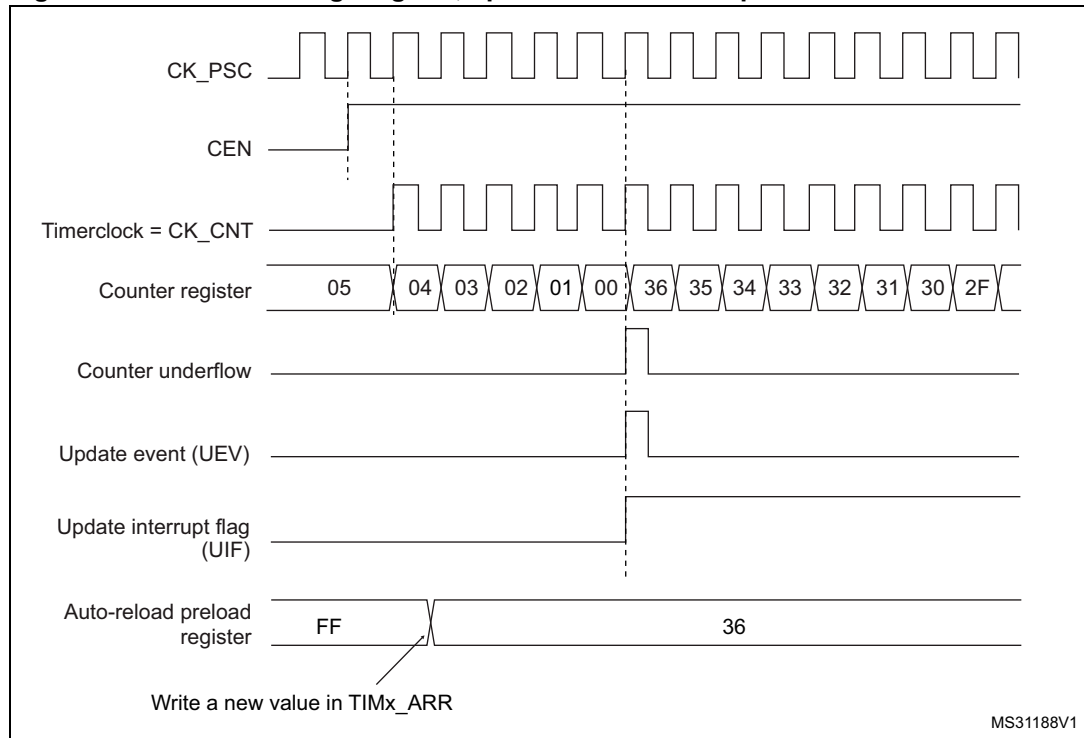 CK_PSC
CEN
Timerclock = CK_CNT
Counter register
05 04 03 02 01 00 36 35 34 33 32 31 30 2F
Counter underflow
Update event (UEV)
Update interrupt flag
(UIF)
Auto-reload preload
register
FF 36
Write a new value in TIMx_ARR
MS31188V1